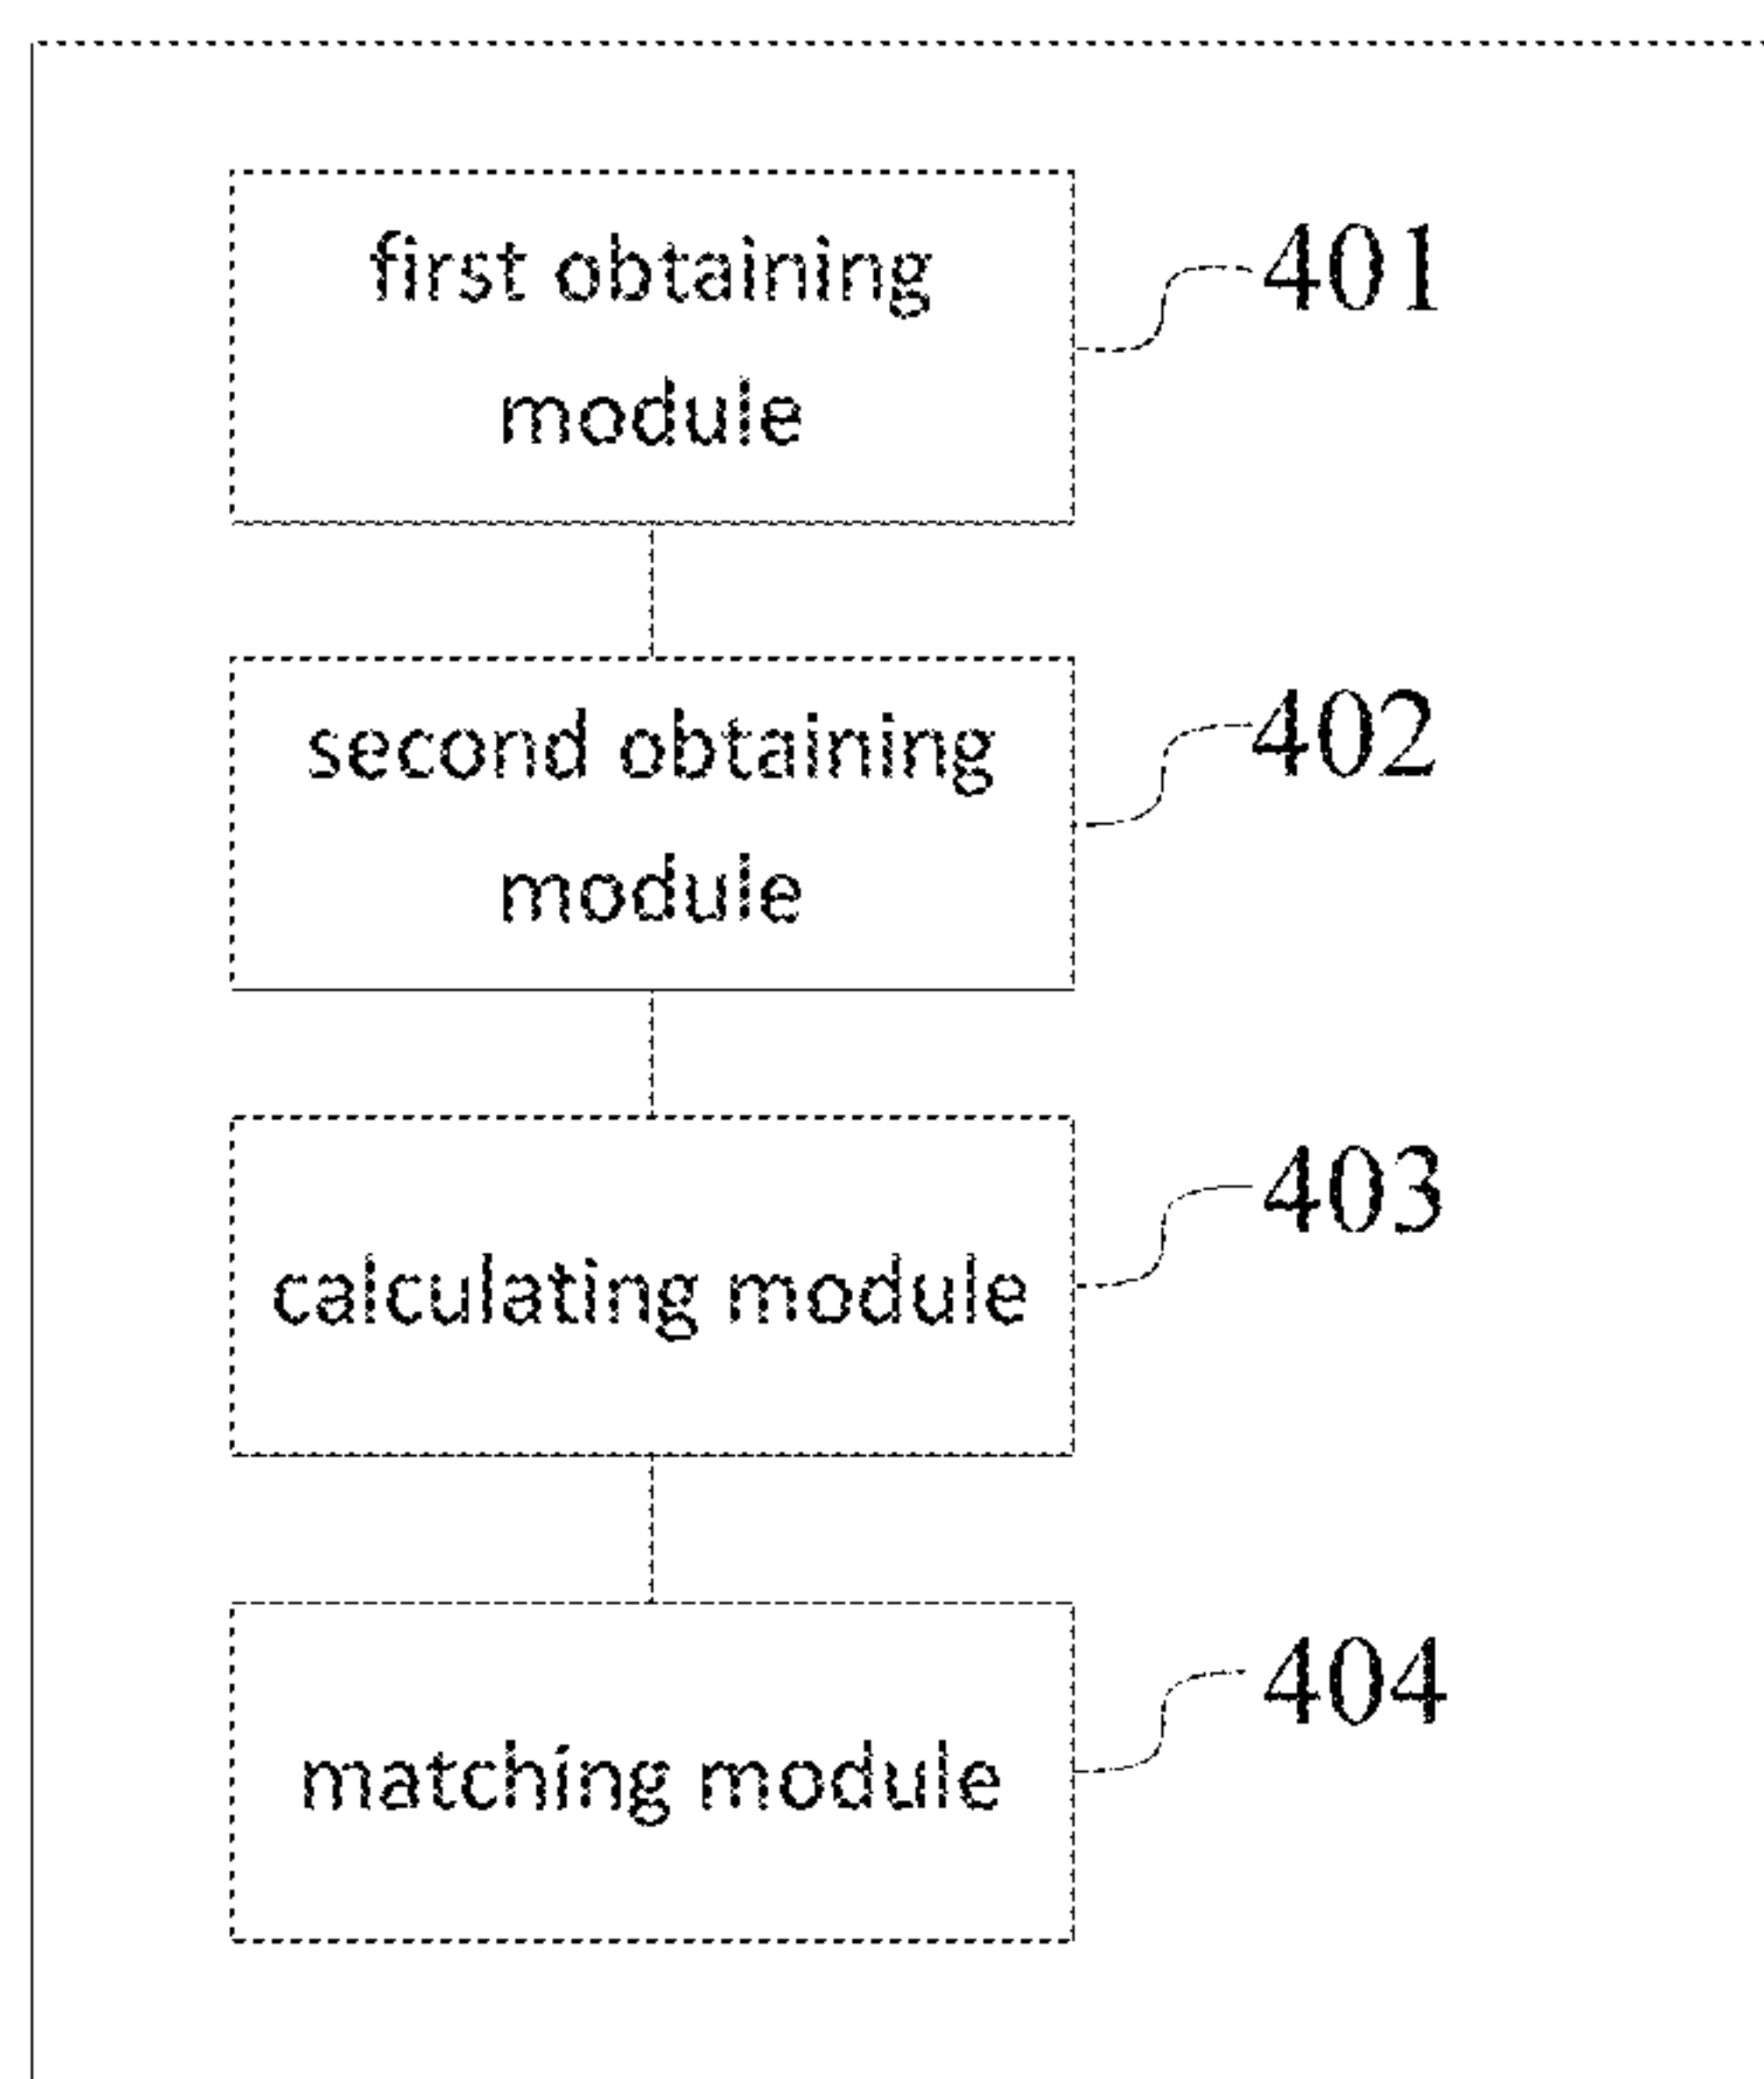 first obtaining
module
401
second obtaining
module
402
calculating module
403
matching module
404